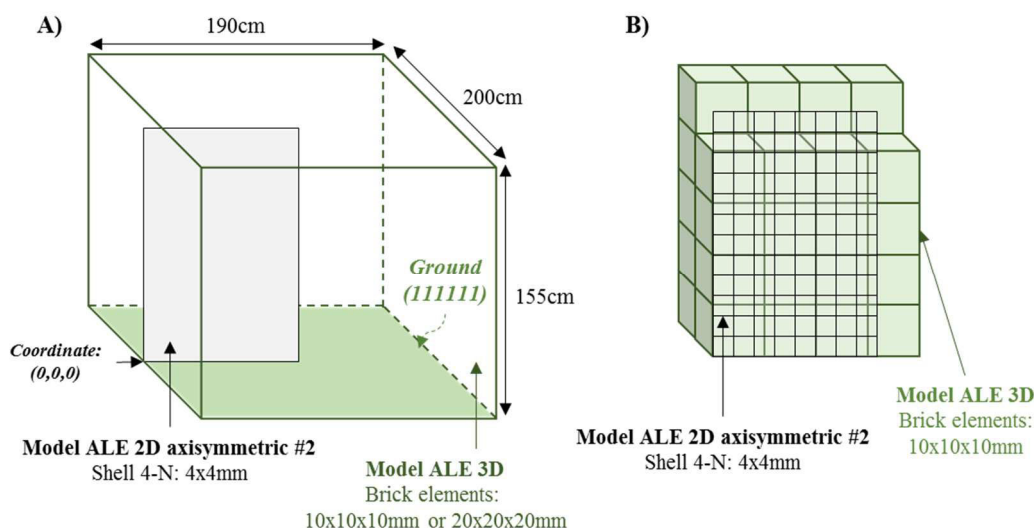 A)
190cm
200cm
Ground
(111111)
155cm
Coordinate:
(0,0,0)
Model ALE 2D axisymmetric #2
Shell 4-N: 4x4mm
Model ALE 3D
Brick elements:
10x10x10mm or 20x20x20mm
B)
Model ALE 2D axisymmetric #2
Shell 4-N: 4x4mm
Model ALE 3D
Brick elements:
10x10x10mm